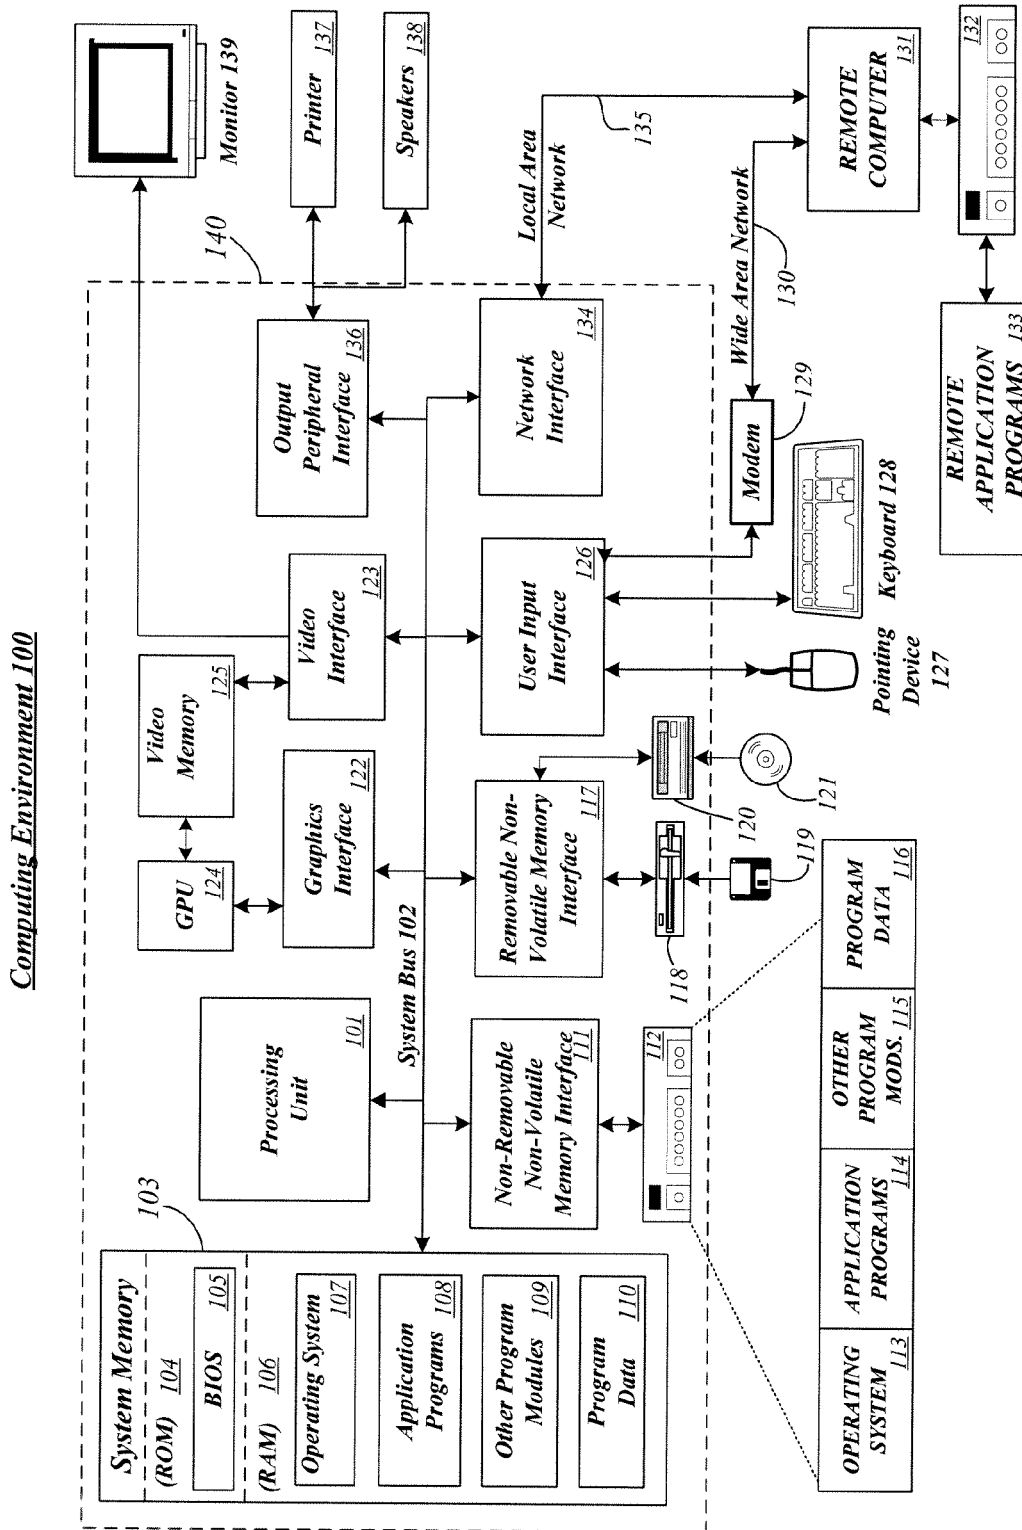 Computing Environment 100
System Memory
103
(ROM) 104
BIOS 105
(RAM) 106
Operating System
107
Application
Programs 108
Other Program
Modules 109
Program
Data 110
Processing
Unit
101
System Bus 102
GPU
124
Video
Memory
125
Graphics
Interface
122
Video
Interface
123
Output
Peripheral
Interface
136
140
Monitor 139
Printer 137
Speakers 138
Non-Removable
Non-Volatile
Memory Interface
111
Removable Non-
Volatile Memory
Interface
117
User Input
Interface
126
Network
Interface
134
Local Area
Network
135
112
118
119
120
121
Pointing
Device
127
Keyboard 128
Modem
129
Wide Area Network
130
REMOTE
COMPUTER
131
132
REMOTE
APPLICATION
PROGRAMS
133
OPERATING
SYSTEM 113
APPLICATION
PROGRAMS
114
OTHER
PROGRAM
MODS. 115
PROGRAM
DATA
116